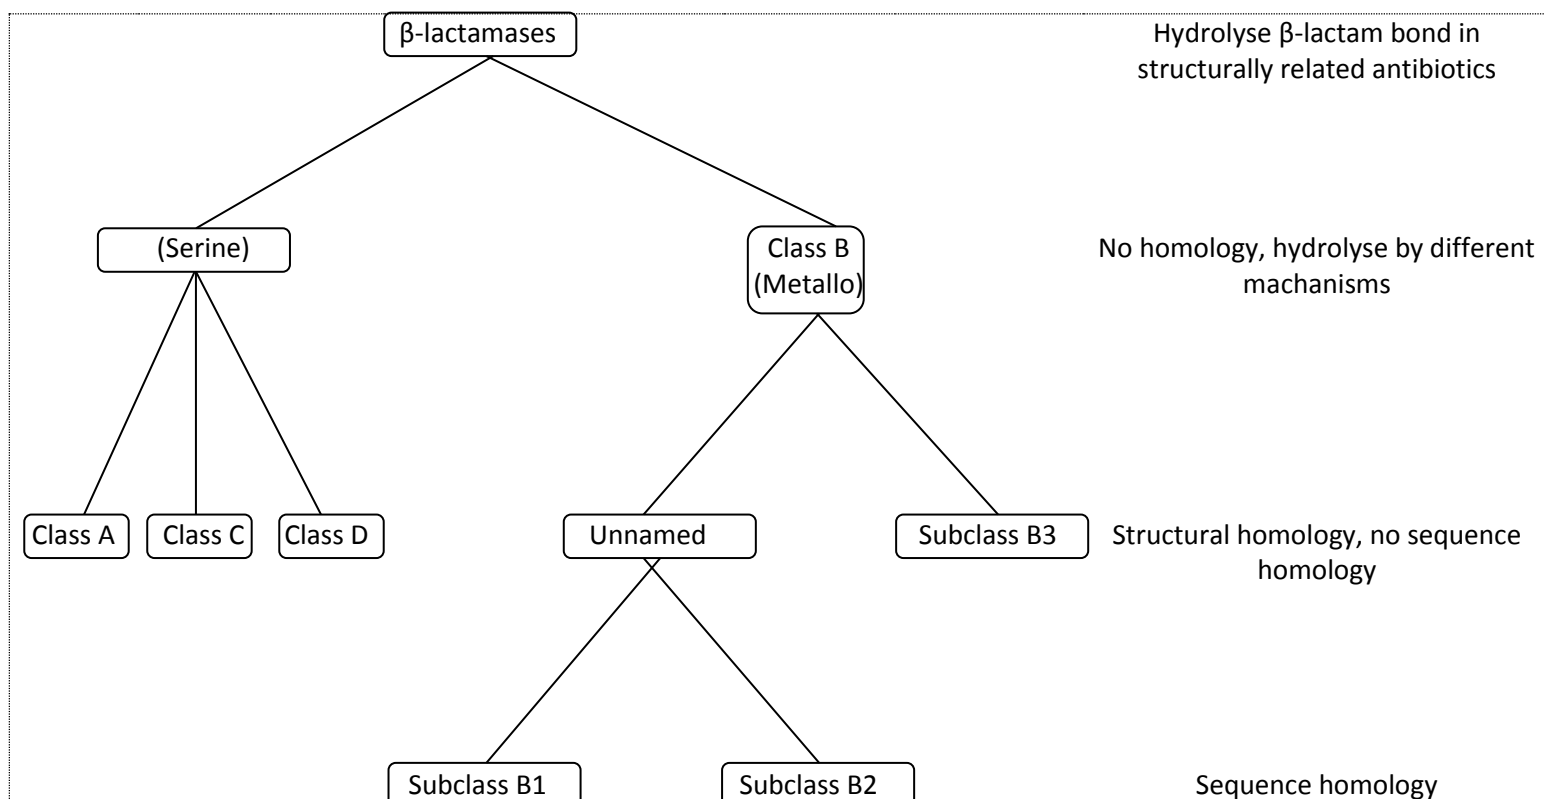 β-lactamases
Hydrolyse β-lactam bond in
structurally related antibiotics
(Serine)
Class B
(Metallo)
No homology, hydrolyse by different
machanisms
Class A
Class C
Class D
Unnamed
Subclass B3
Structural homology, no sequence
homology
Subclass B1
Subclass B2
Sequence homology